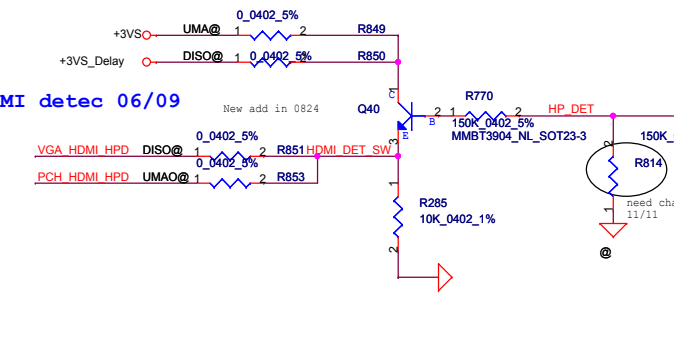 0_0402_5%
+3VS UMA@ 1 2 R849
+3VS_Delay DISO@ 1 0_0402_5% 2 R850
MI detec 06/09
New add in 0824
Q40
C
1
2
B
E
3
R770
1 2
150K_0402_5%
HP_DET
MMBT3904_NL_SOT23-3
150K_
2
R814
1
need cha
11/11
@
0_0402_5%
VGA_HDMI_HPD DISO@ 1 2 R851 HDMI_DET_SW
0_0402_5%
PCH_HDMI_HPD UMAO@ 1 2 R853
1
R285
10K_0402_1%
2